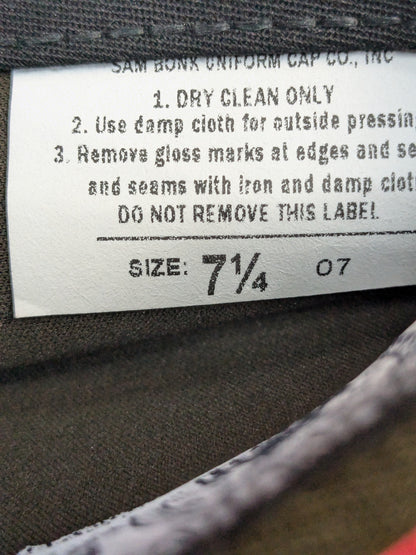 SAM BONK UNIFORM CAP CO., INC
1. DRY CLEAN ONLY
2. Use damp cloth for outside pressing
3. Remove gloss marks at edges and se
and seams with iron and damp clot
DO NOT REMOVE THIS LABEL
SIZE: 7¼ 07